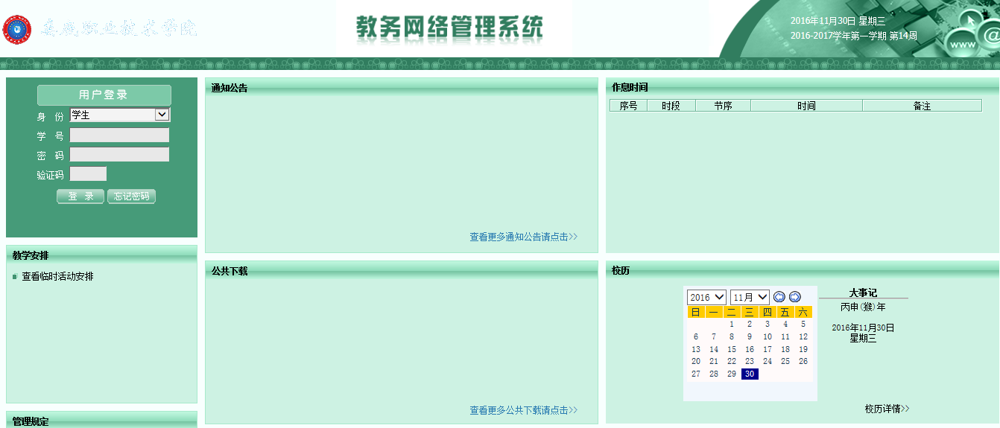 娄底职业技术学院
教务网络管理系统
2016年11月30日 星期三
2016-2017学年第一学期 第14周
www
@
用户登录
身 份 学生
学 号
密 码
验证码
登 录 忘记密码
教学安排
查看临时活动安排
管理规定
通知公告
查看更多通知公告请点击>>
公共下载
查看更多公共下载请点击>>
作息时间
序号 时段 节序 时间 备注
校历
2016 11月
日 一 二 三 四 五 六
1 2 3 4 5
6 7 8 9 10 11 12
13 14 15 16 17 18 19
20 21 22 23 24 25 26
27 28 29 30
大事记
丙申(猴)年
2016年11月30日
星期三
校历详情>>